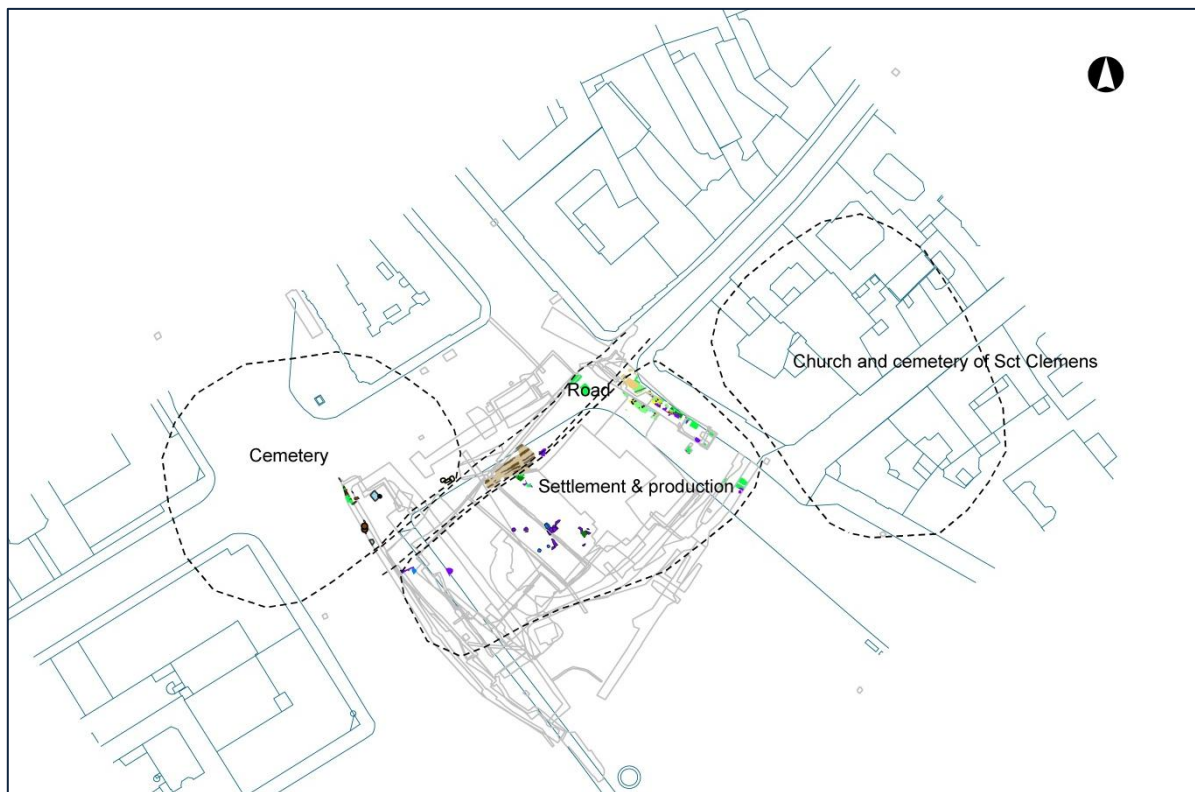 Church and cemetery of Sct Clemens
Road
Cemetery
Settlement & production